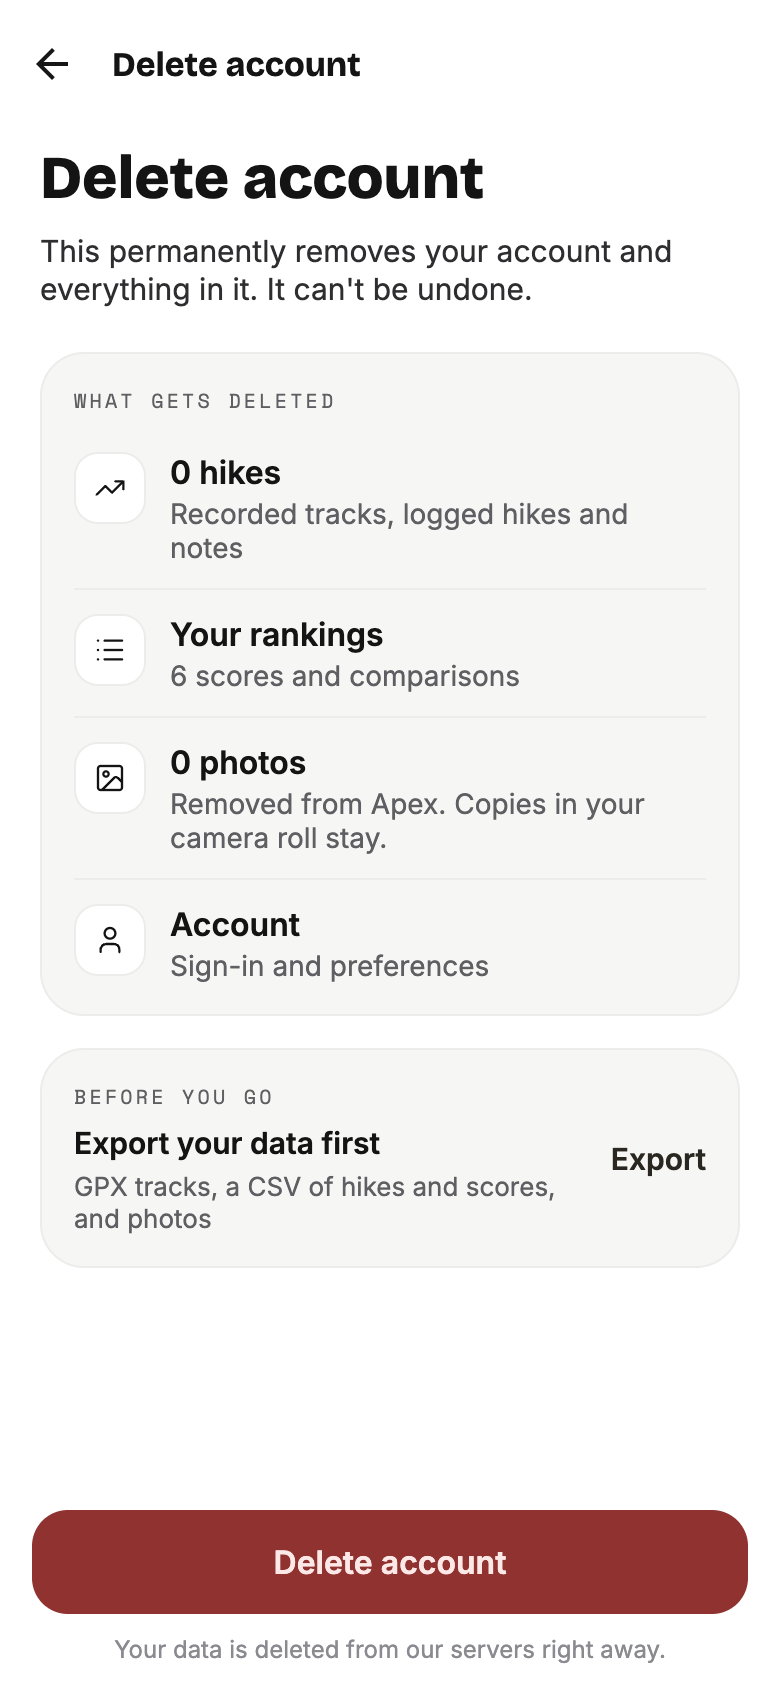 Delete account
Delete account
This permanently removes your account and
everything in it. It can't be undone.
WHAT GETS DELETED
0 hikes
Recorded tracks, logged hikes and
notes
Your rankings
6 scores and comparisons
0 photos
Removed from Apex. Copies in your
camera roll stay.
Account
Sign-in and preferences
BEFORE YOU GO
Export your data first
Export
GPX tracks, a CSV of hikes and scores,
and photos
Delete account
Your data is deleted from our servers right away.